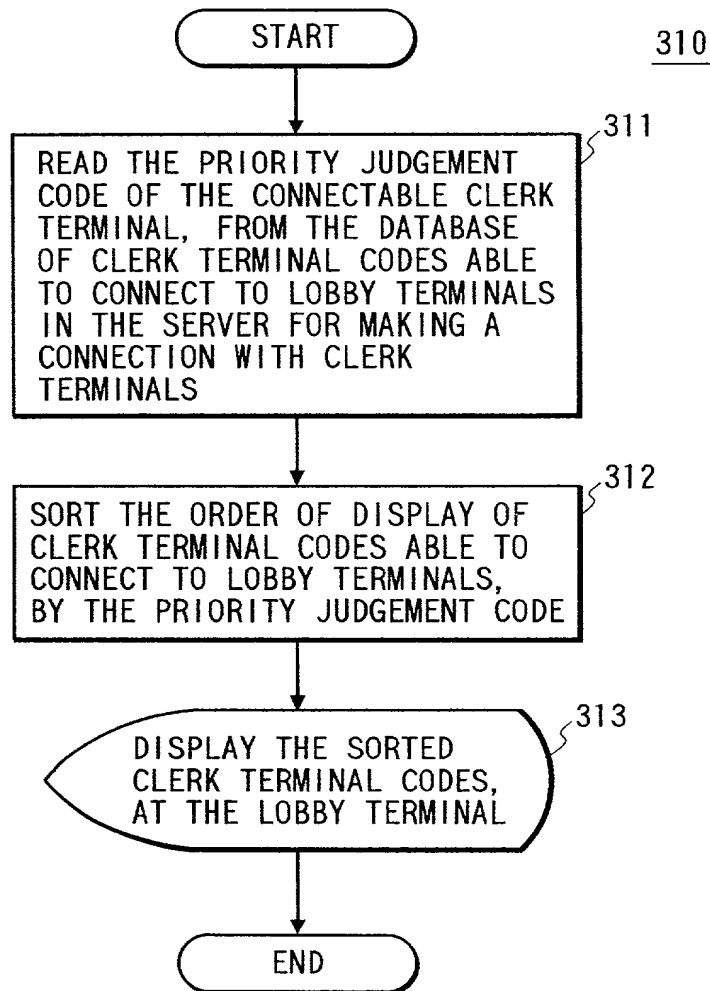 START
310
311
READ THE PRIORITY JUDGEMENT
CODE OF THE CONNECTABLE CLERK
TERMINAL, FROM THE DATABASE
OF CLERK TERMINAL CODES ABLE
TO CONNECT TO LOBBY TERMINALS
IN THE SERVER FOR MAKING A
CONNECTION WITH CLERK
TERMINALS
312
SORT THE ORDER OF DISPLAY OF
CLERK TERMINAL CODES ABLE TO
CONNECT TO LOBBY TERMINALS,
BY THE PRIORITY JUDGEMENT CODE
313
DISPLAY THE SORTED
CLERK TERMINAL CODES,
AT THE LOBBY TERMINAL
END